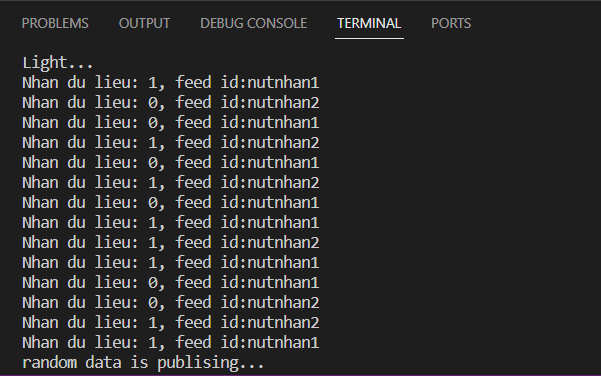 PROBLEMS OUTPUT DEBUG CONSOLE TERMINAL PORTS
Light...
Nhan du lieu: 1, feed id:nutnhan1
Nhan du lieu: 0, feed id:nutnhan2
Nhan du lieu: 0, feed id:nutnhan1
Nhan du lieu: 1, feed id:nutnhan2
Nhan du lieu: 0, feed id:nutnhan1
Nhan du lieu: 1, feed id:nutnhan2
Nhan du lieu: 0, feed id:nutnhan1
Nhan du lieu: 1, feed id:nutnhan1
Nhan du lieu: 1, feed id:nutnhan2
Nhan du lieu: 1, feed id:nutnhan1
Nhan du lieu: 0, feed id:nutnhan1
Nhan du lieu: 0, feed id:nutnhan2
Nhan du lieu: 1, feed id:nutnhan2
Nhan du lieu: 1, feed id:nutnhan1
random data is publising...